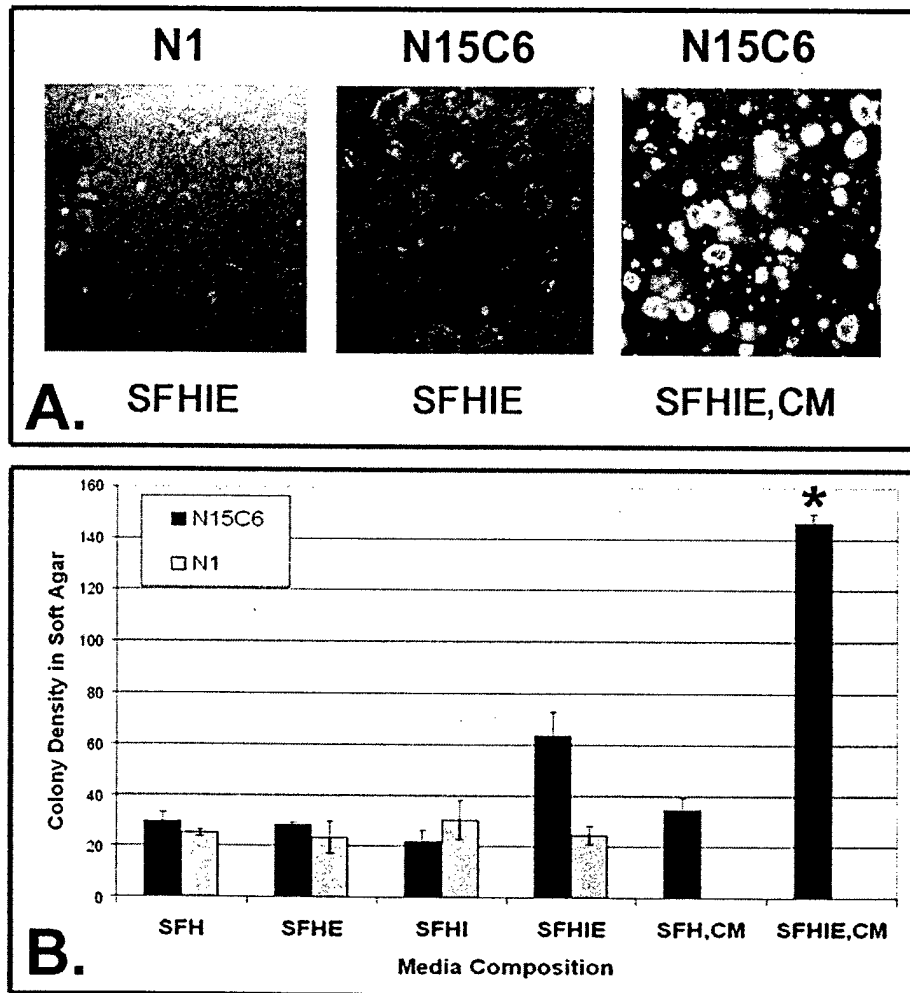 N1 N15C6 N15C6
SFHIE SFHIE SFHIE,CM
A.
160
140
120
100
80
60
40
20
0
Colony Density in Soft Agar
N15C6
N1
*
SFH SFHE SFHI SFHIE SFH,CM SFHIE,CM
Media Composition
B.